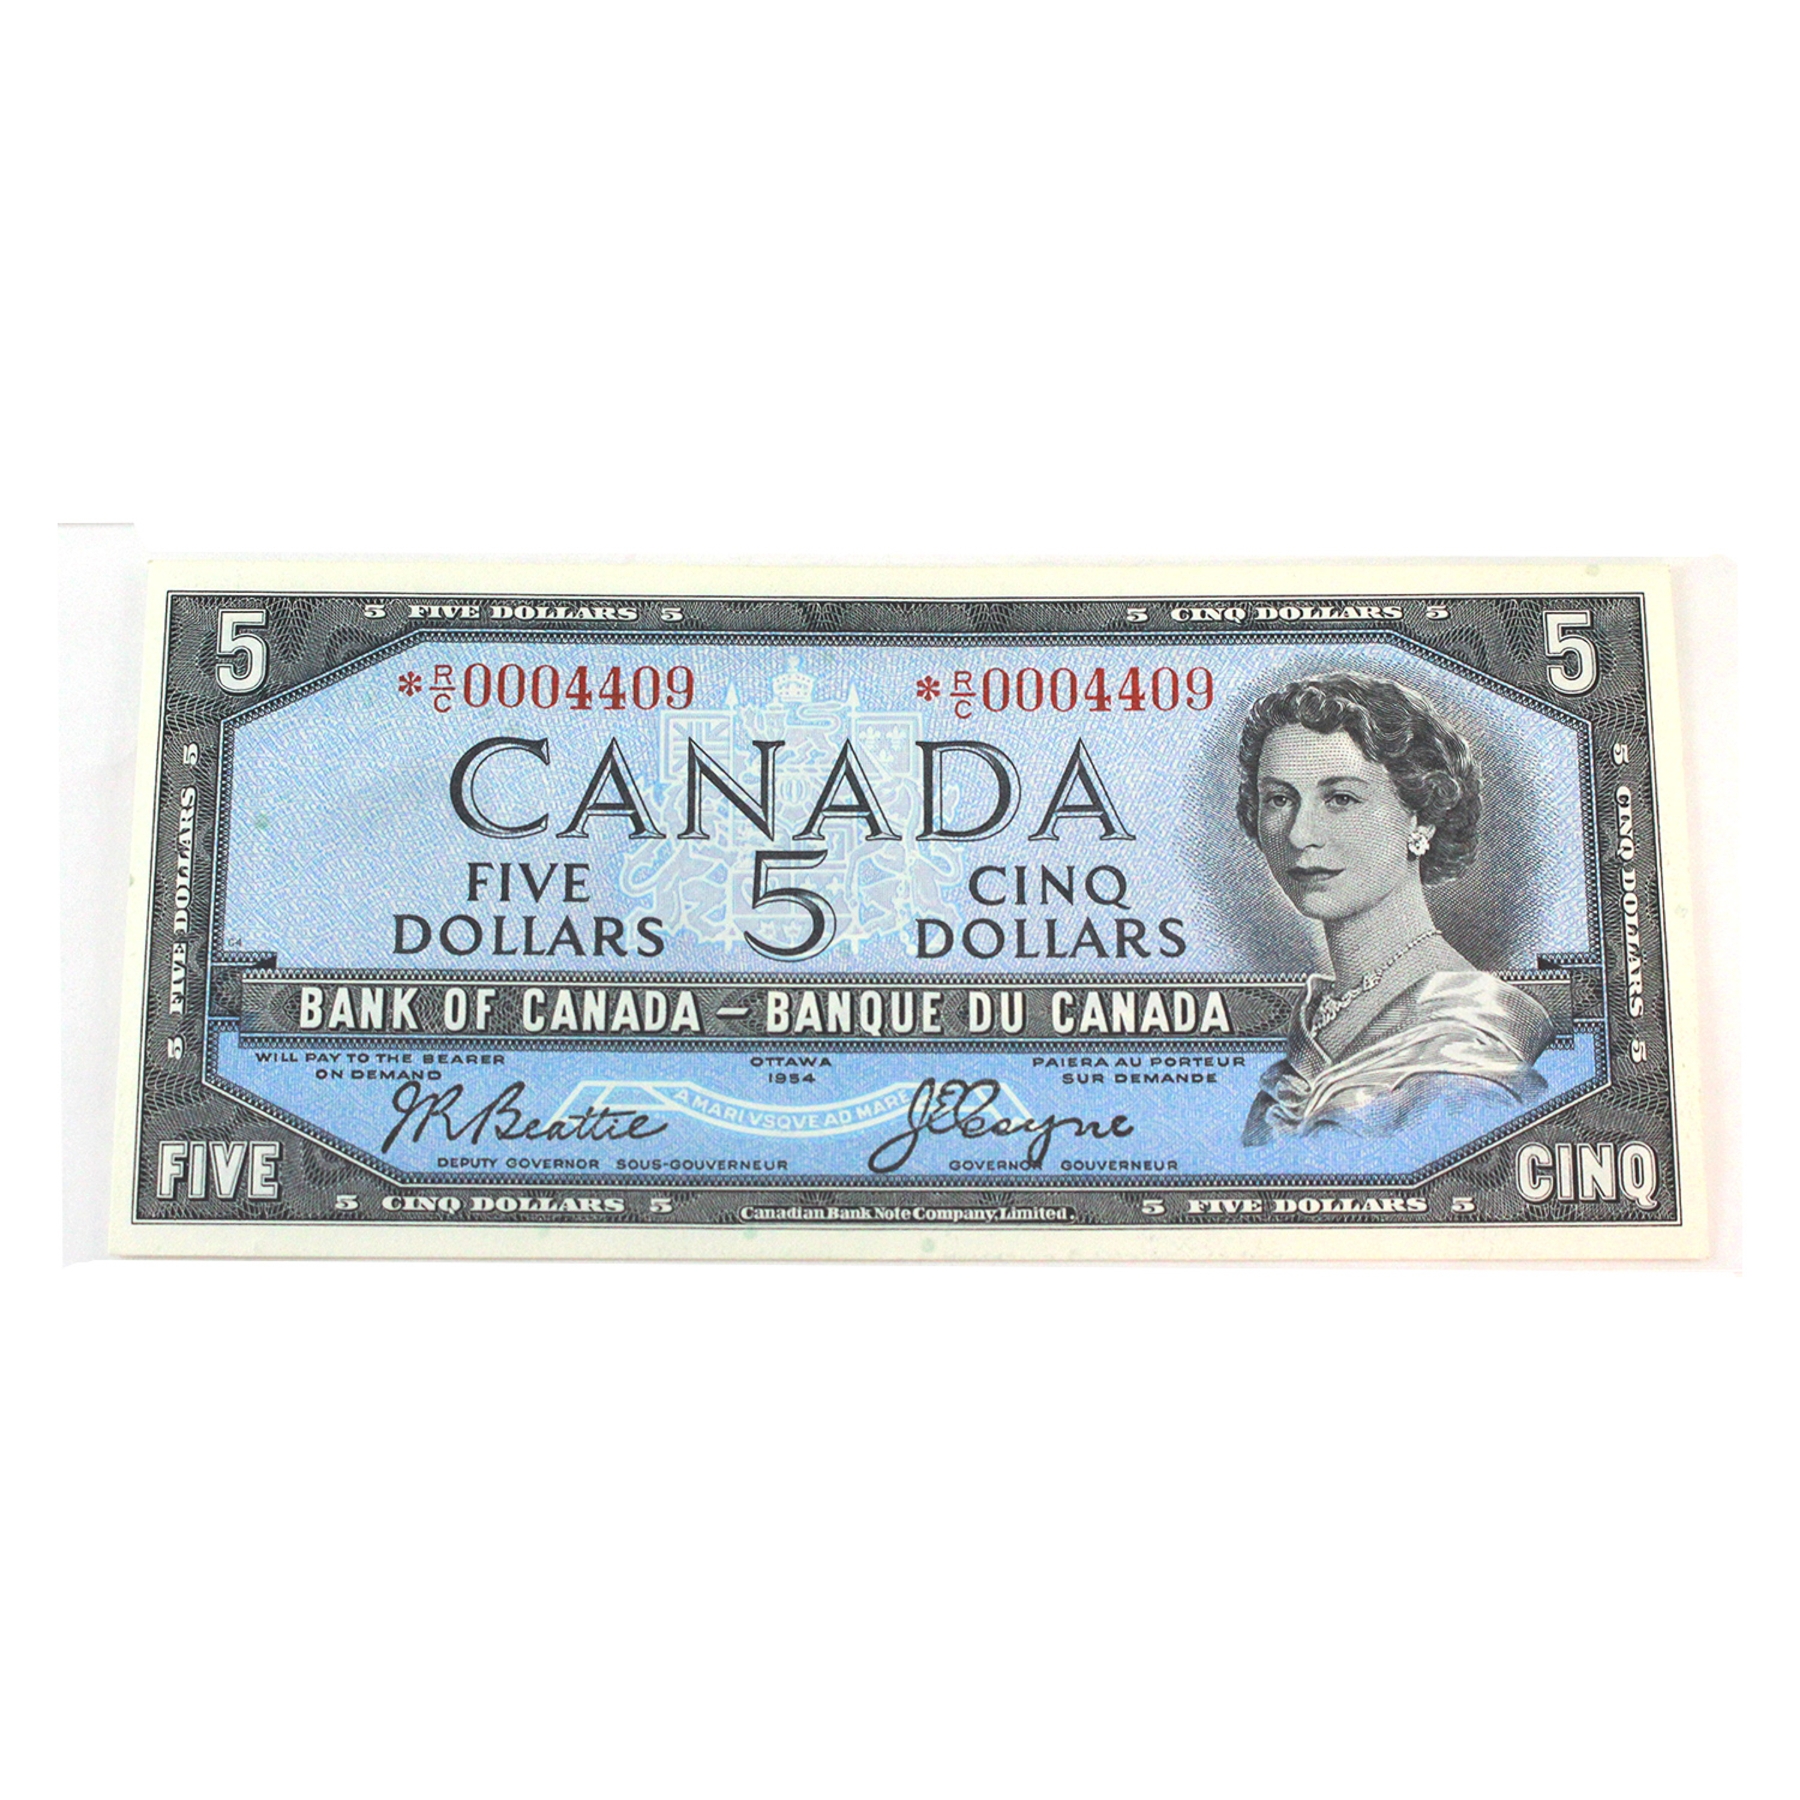 5 FIVE DOLLARS 5
5 CINQ DOLLARS 5
5
5
* R/C 0004409
* R/C 0004409
CANADA
FIVE DOLLARS
5
CINQ DOLLARS
5 FIVE DOLLARS 5
5 CINQ DOLLARS 5
BANK OF CANADA – BANQUE DU CANADA
WILL PAY TO THE BEARER
ON DEMAND
OTTAWA
1954
PAIERA AU PORTEUR
SUR DEMANDE
A MARI VSQVE AD MARE
JR Beattie
J E Coyne
DEPUTY GOVERNOR SOUS-GOUVERNEUR
GOVERNOR GOUVERNEUR
FIVE
CINQ
5 CINQ DOLLARS 5
Canadian Bank Note Company, Limited.
5 FIVE DOLLARS 5